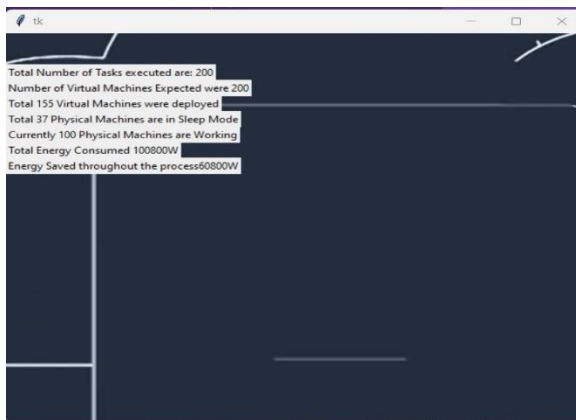 tk
Total Number of Tasks executed are: 200
Number of Virtual Machines Expected were 200
Total 155 Virtual Machines were deployed
Total 37 Physical Machines are in Sleep Mode
Currently 100 Physical Machines are Working
Total Energy Consumed 100800W
Energy Saved throughout the process60800W